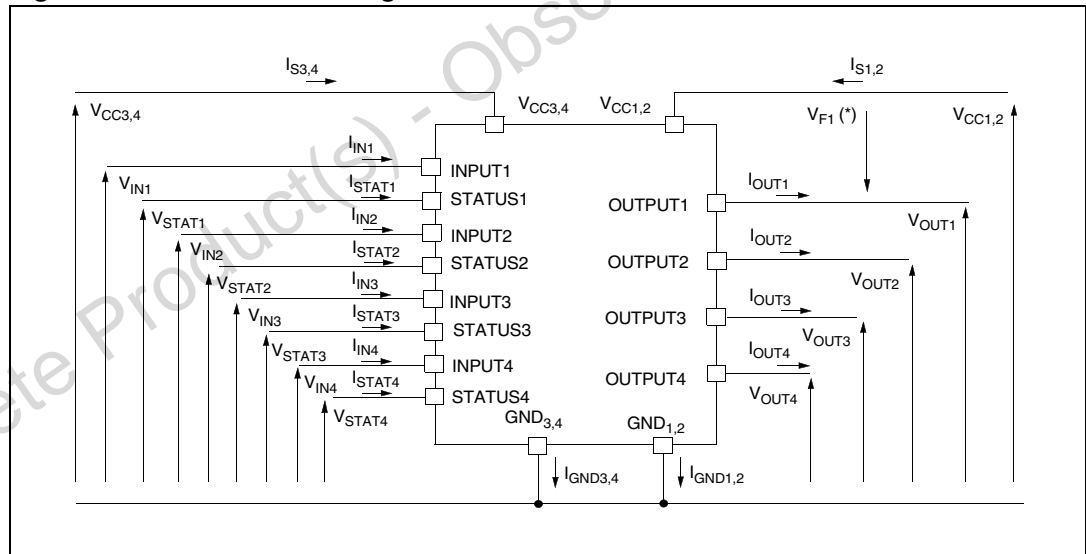 ete Product(s) - Obso
I_S3,4
I_S1,2
V_CC3,4
V_CC3,4
V_CC1,2
V_F1 (*)
V_CC1,2
I_IN1
INPUT1
V_IN1
I_STAT1
STATUS1
OUTPUT1
I_OUT1
V_OUT1
V_STAT1
I_IN2
INPUT2
V_IN2
I_STAT2
STATUS2
OUTPUT2
I_OUT2
V_OUT2
V_STAT2
I_IN3
INPUT3
V_IN3
I_STAT3
STATUS3
OUTPUT3
I_OUT3
V_OUT3
V_STAT3
I_IN4
INPUT4
V_IN4
I_STAT4
STATUS4
OUTPUT4
I_OUT4
V_OUT4
V_STAT4
GND_3,4
GND_1,2
I_GND3,4
I_GND1,2